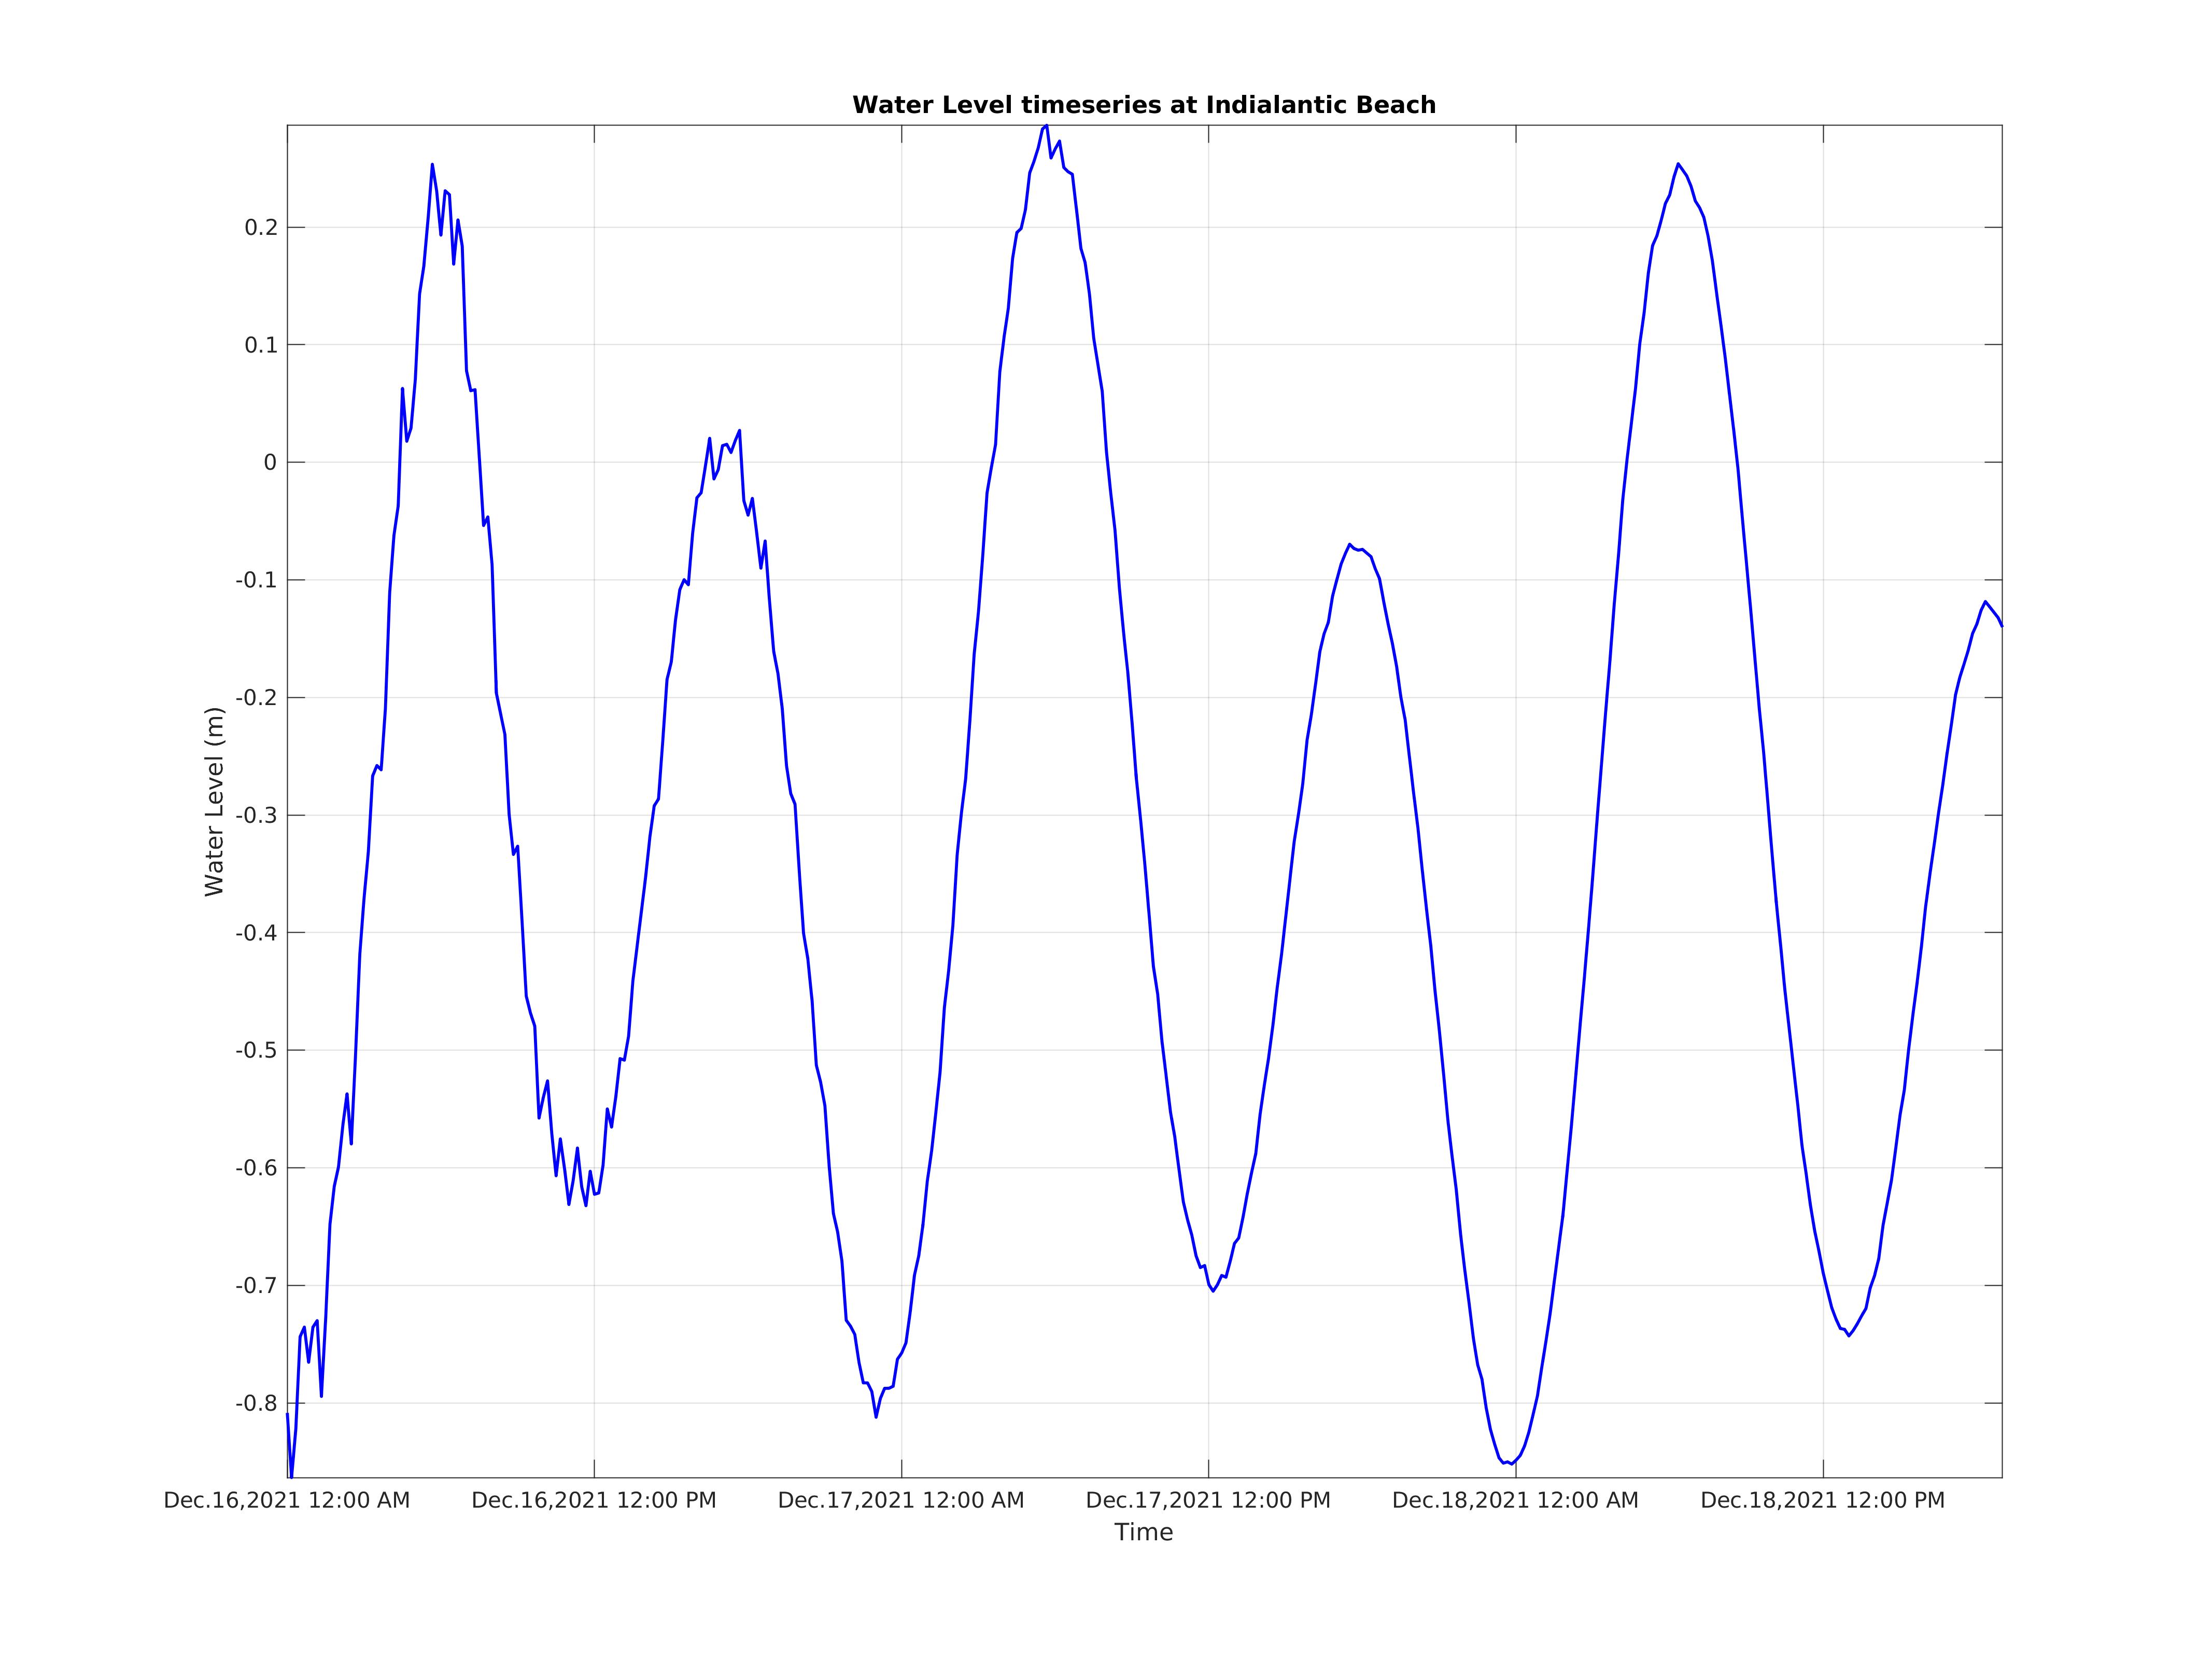 Water Level timeseries at Indialantic Beach
0.2
0.1
0
-0.1
-0.2
-0.3
-0.4
-0.5
-0.6
-0.7
-0.8
Water Level (m)
Dec.16,2021 12:00 AM
Dec.16,2021 12:00 PM
Dec.17,2021 12:00 AM
Dec.17,2021 12:00 PM
Dec.18,2021 12:00 AM
Dec.18,2021 12:00 PM
Time